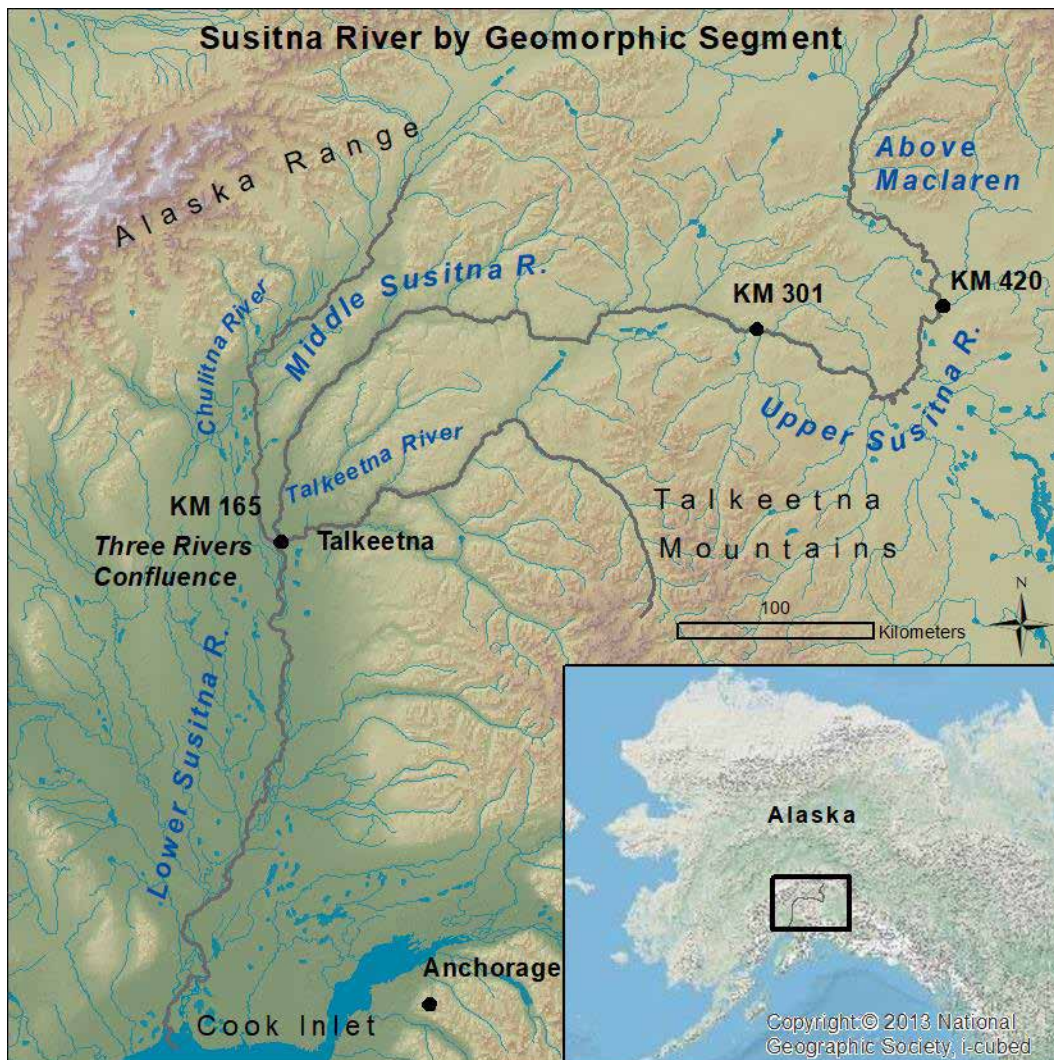 Susitna River by Geomorphic Segment
Alaska Range
Above
Maclaren
Chulitna River
Middle Susitna R.
KM 301
KM 420
Upper Susitna R.
Talkeetna River
KM 165
Three Rivers
Confluence
Talkeetna
Talkeetna
Mountains
100
Kilometers
N
Lower Susitna R.
Alaska
Anchorage
Cook Inlet
Copyright:© 2013 National
Geographic Society, i-cubed